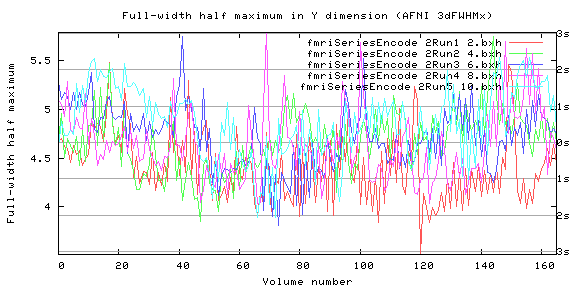 Full-width half maximum in Y dimension (AFNI 3dFWHMx)
fmriSeriesEncode 2Run1 2.bxh
fmriSeriesEncode 2Run2 4.bxh
fmriSeriesEncode 2Run3 6.bxh
fmriSeriesEncode 2Run4 8.bxh
fmriSeriesEncode 2Run5 10.bxh
Full-width half maximum
5.5
5
4.5
4
3s
2s
1s
0s
1s
2s
3s
0 20 40 60 80 100 120 140 160
Volume number